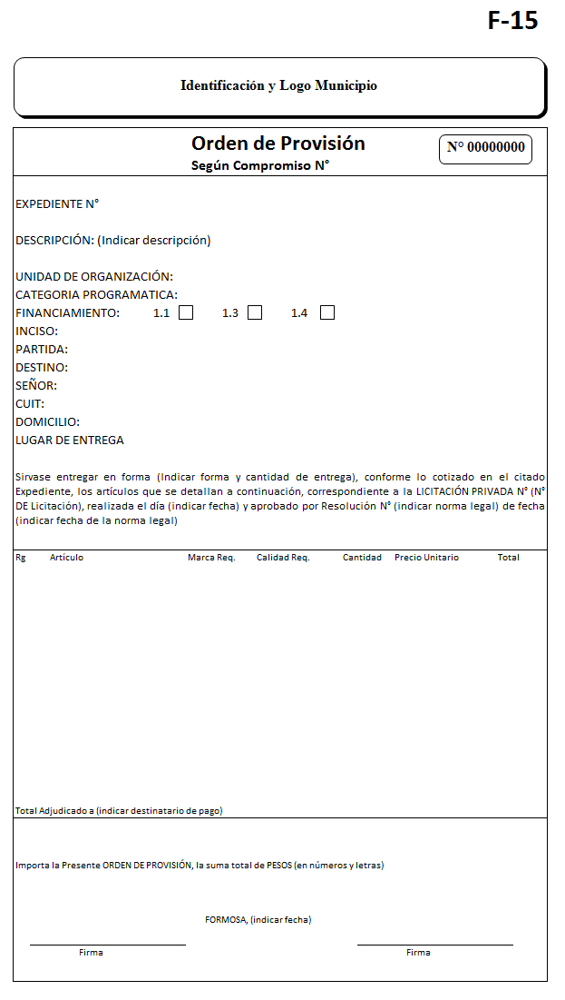 F-15
Identificación y Logo Municipio
Orden de Provisión
N° 00000000
Según Compromiso N°
EXPEDIENTE N°
DESCRIPCIÓN: (Indicar descripción)
UNIDAD DE ORGANIZACIÓN:
CATEGORIA PROGRAMATICA:
FINANCIAMIENTO: 1.1 1.3 1.4
INCISO:
PARTIDA:
DESTINO:
SEÑOR:
CUIT:
DOMICILIO:
LUGAR DE ENTREGA
Sirvase entregar en forma (Indicar forma y cantidad de entrega), conforme lo cotizado en el citado
Expediente, los artículos que se detallan a continuación, correspondiente a la LICITACIÓN PRIVADA N° (N°
DE Licitación), realizada el día (indicar fecha) y aprobado por Resolución N° (indicar norma legal) de fecha
(indicar fecha de la norma legal)
Rg Artículo Marca Req. Calidad Req. Cantidad Precio Unitario Total
Total Adjudicado a (indicar destinatario de pago)
Importa la Presente ORDEN DE PROVISIÓN, la suma total de PESOS (en números y letras)
FORMOSA, (indicar fecha)
Firma Firma